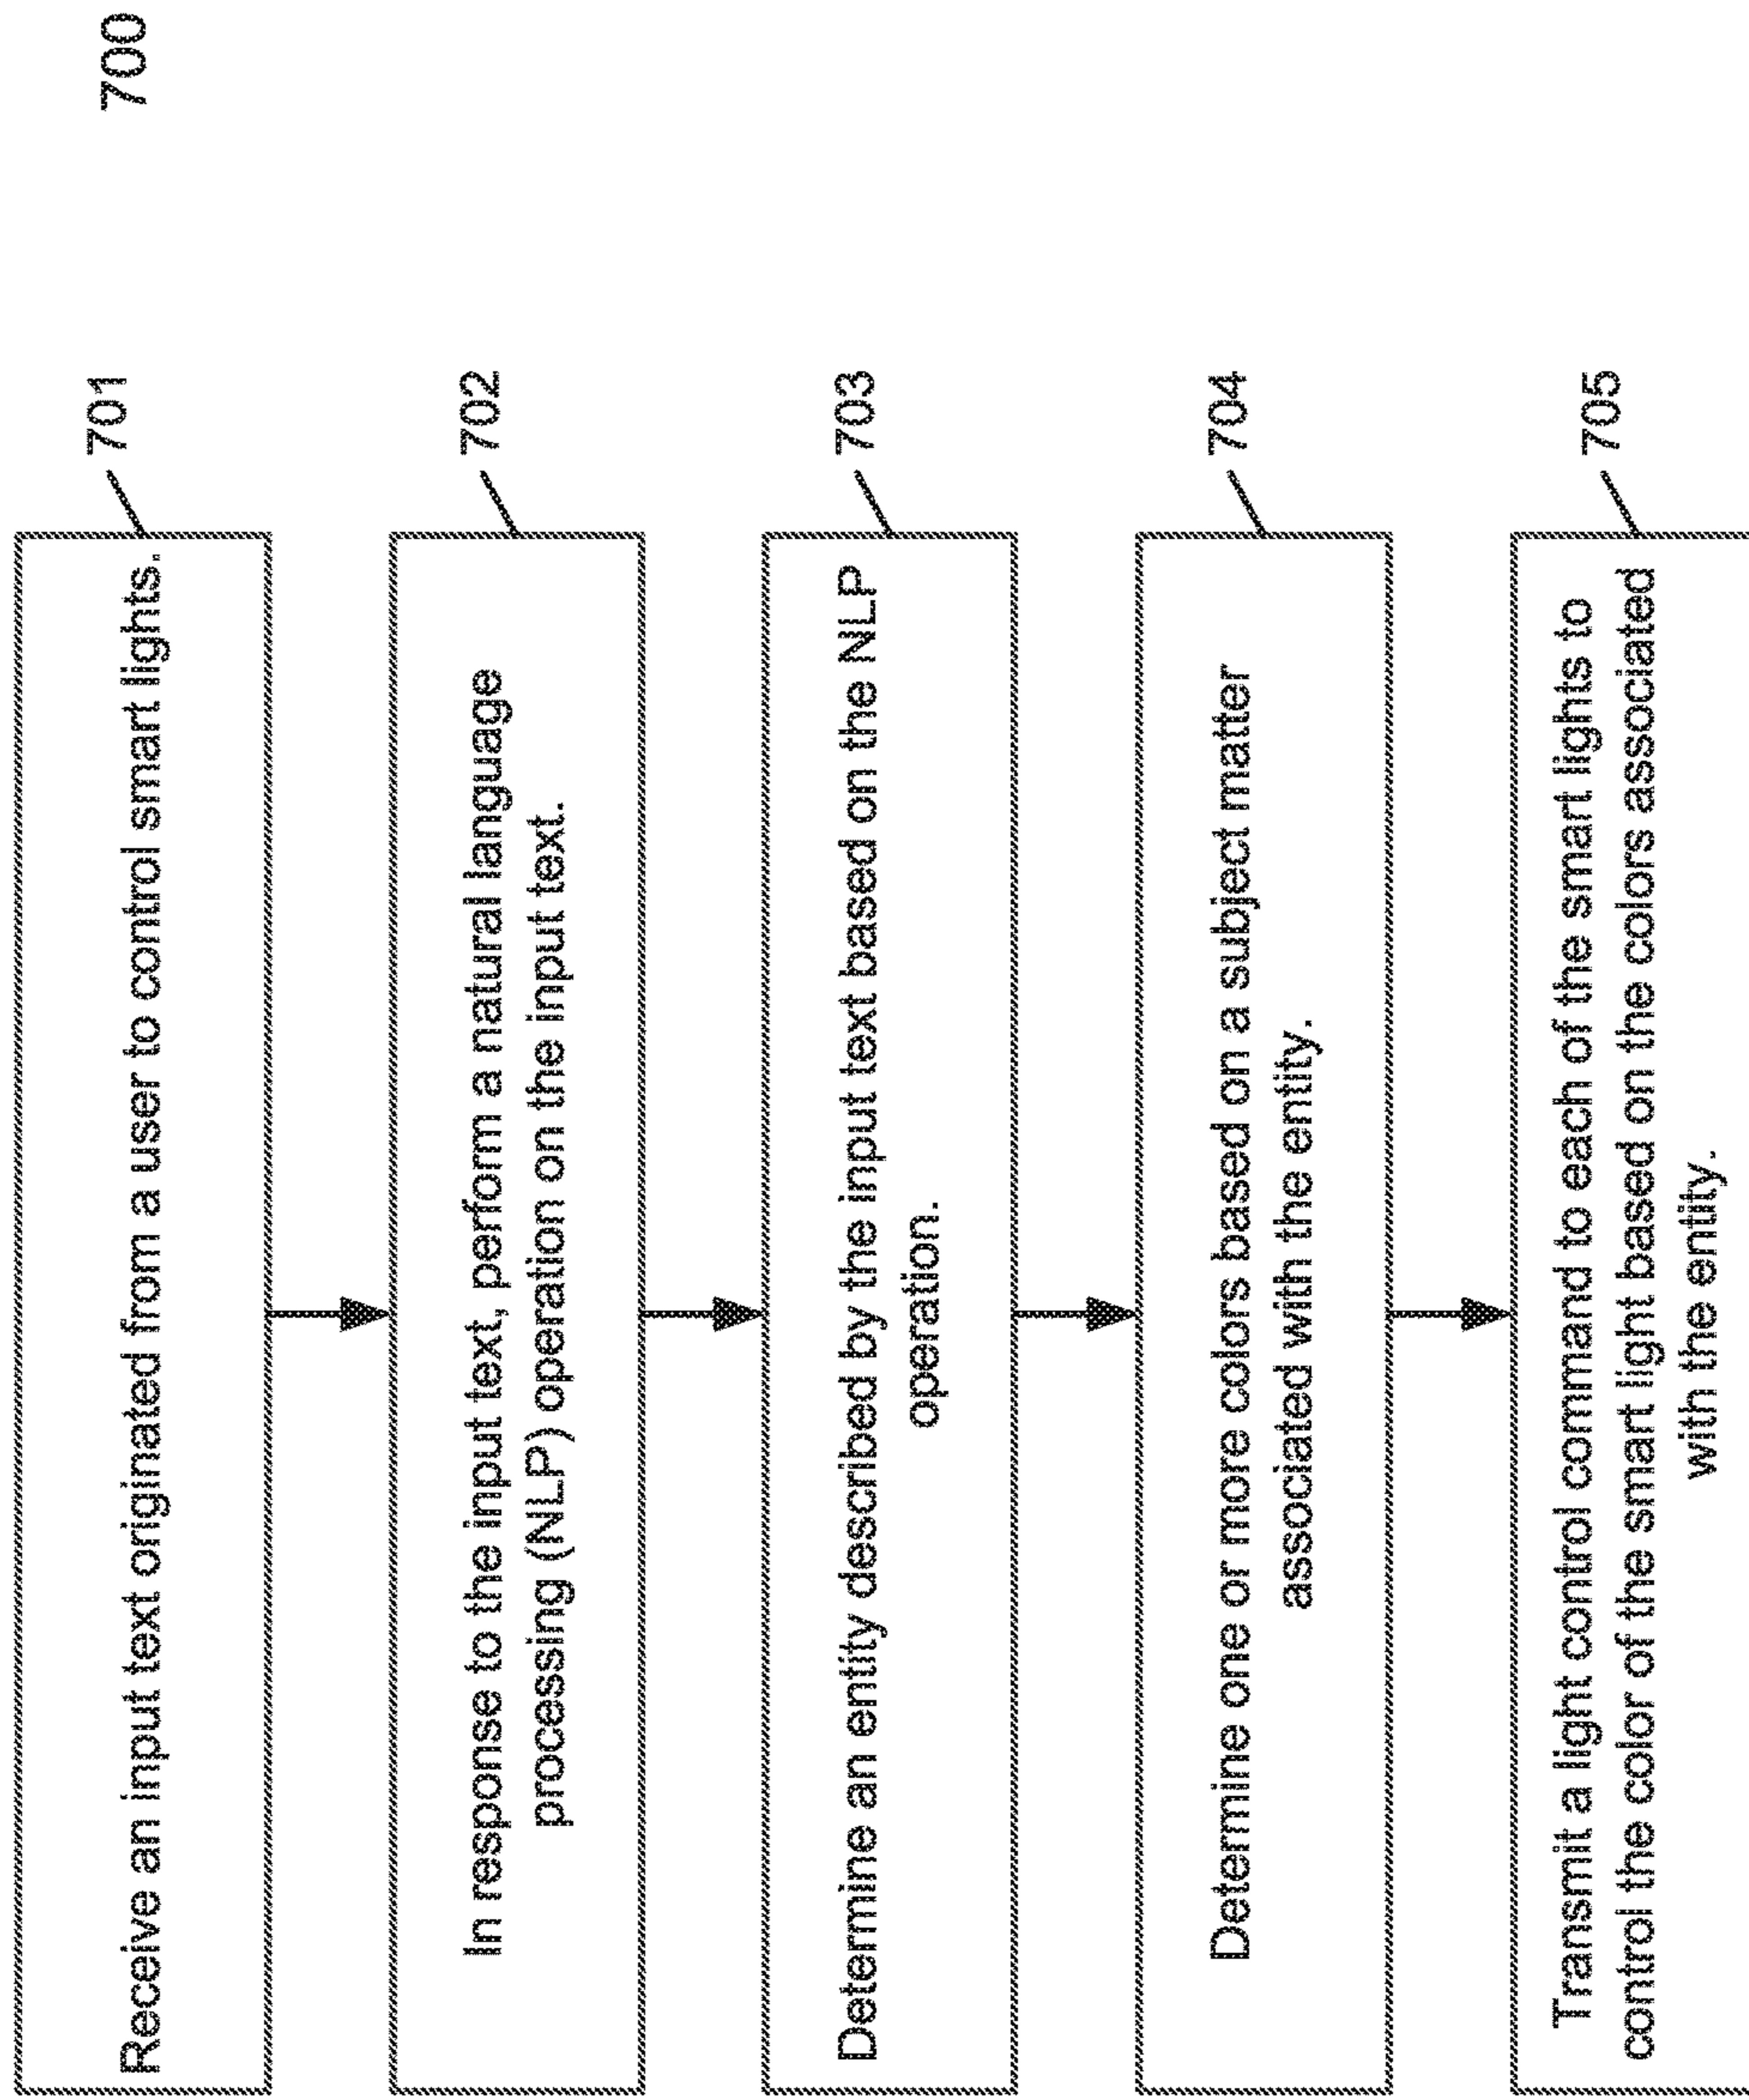 700
Receive an input text originated from a user to control smart lights.
701
In response to the input text, perform a natural language
processing (NLP) operation on the input text.
702
Determine an entity described by the input text based on the NLP
operation.
703
Determine one or more colors based on a subject matter
associated with the entity.
704
Transmit a light control command to each of the smart lights to
control the color of the smart light based on the colors associated
with the entity.
705